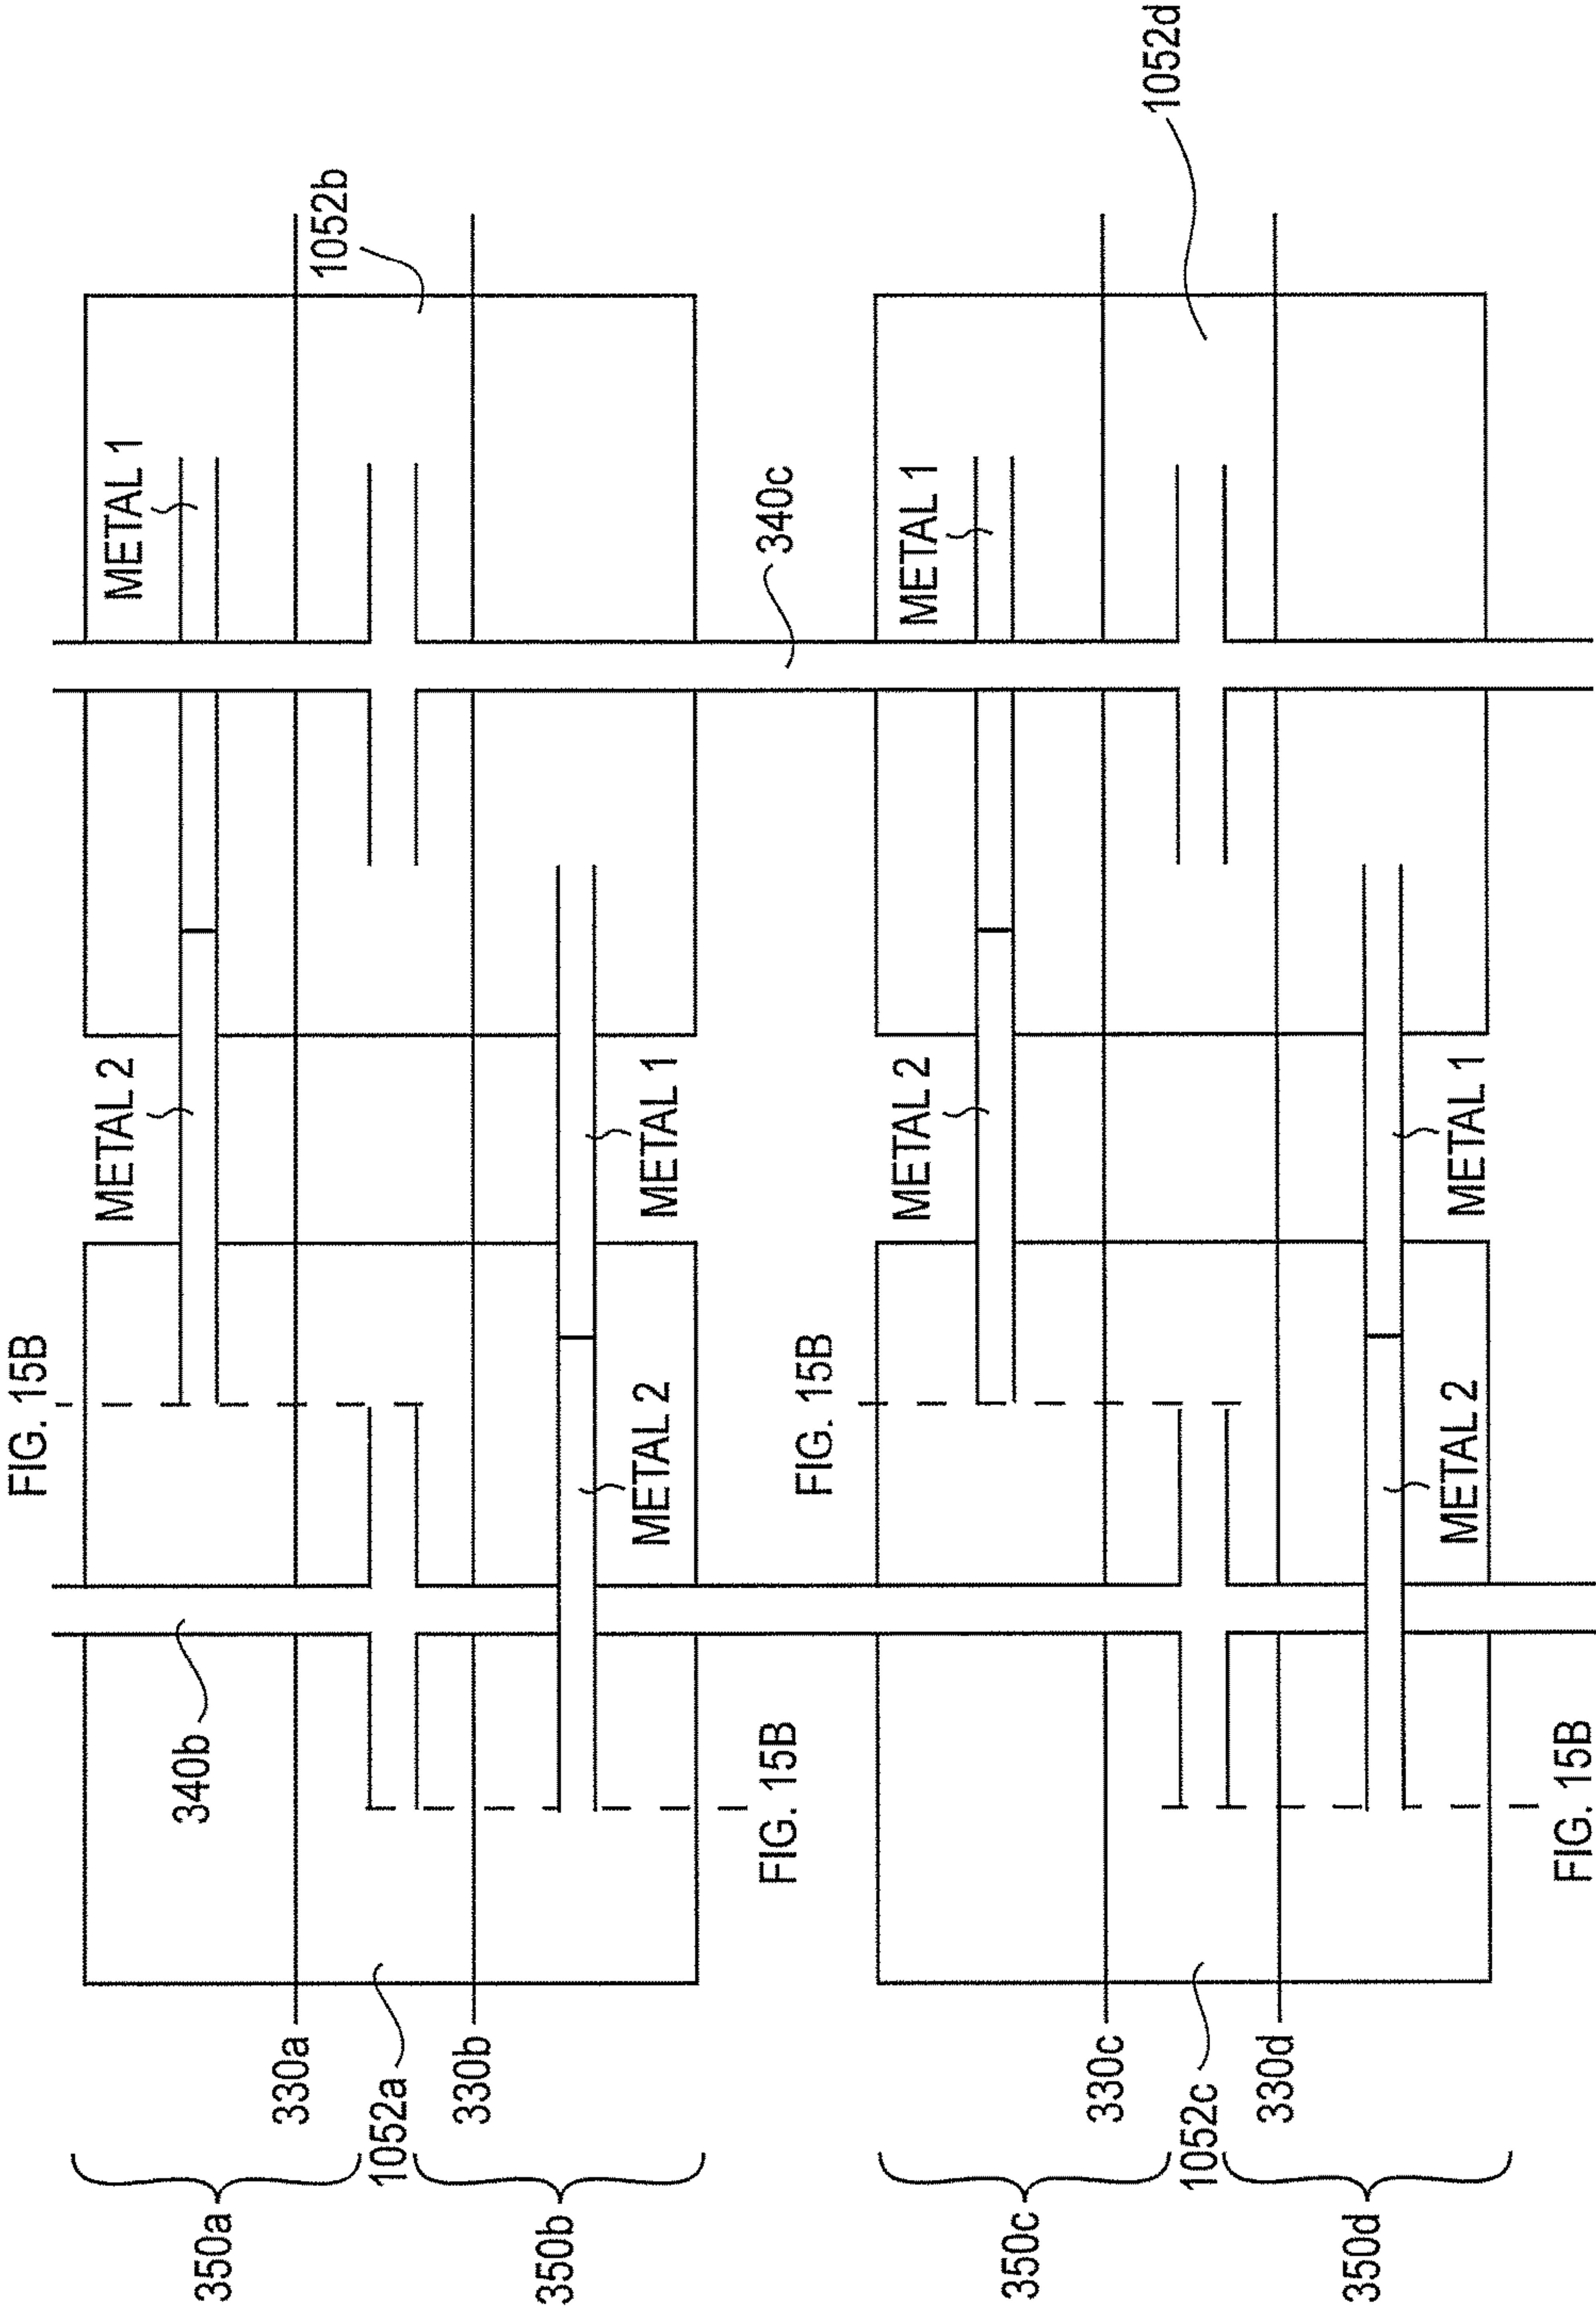 FIG. 15B
METAL 2
METAL 1
340b
350a
330a
1052b
1052a
330b
350b
METAL 2
METAL 1
FIG. 15B
340c
FIG. 15B
METAL 2
METAL 1
350c
330c
1052d
1052c
330d
350d
METAL 2
METAL 1
FIG. 15B